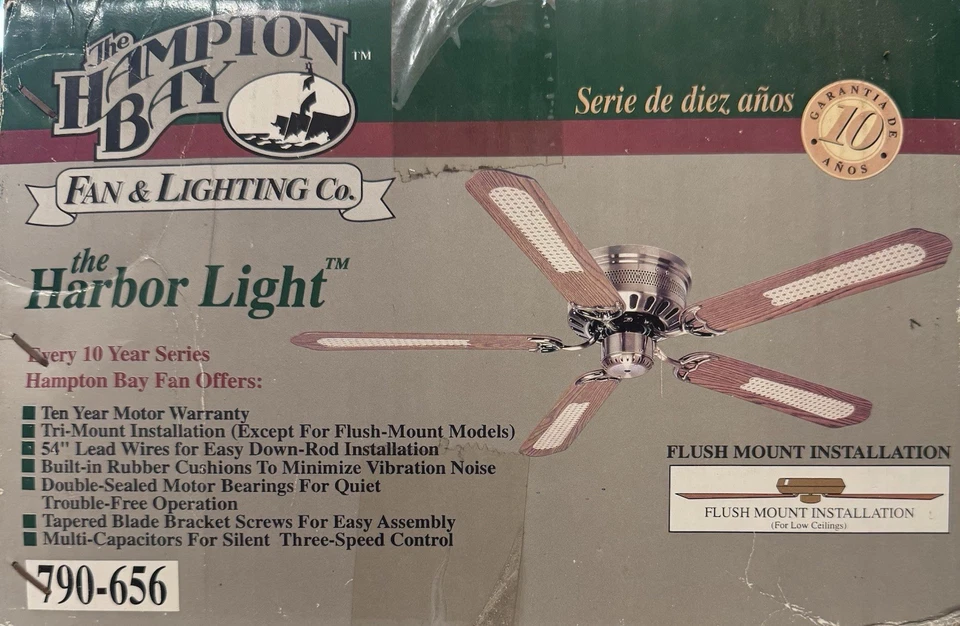 The
HAMPTON
BAY
TM
FAN & LIGHTING CO.
Serie de diez años
GARANTIA DE
10
AÑOS
the
Harbor Light™
Every 10 Year Series
Hampton Bay Fan Offers:
Ten Year Motor Warranty
Tri-Mount Installation (Except For Flush-Mount Models)
54" Lead Wires for Easy Down-Rod Installation
Built-in Rubber Cushions To Minimize Vibration Noise
Double-Sealed Motor Bearings For Quiet
Trouble-Free Operation
Tapered Blade Bracket Screws For Easy Assembly
Multi-Capacitors For Silent Three-Speed Control
790-656
FLUSH MOUNT INSTALLATION
FLUSH MOUNT INSTALLATION
(For Low Ceilings)